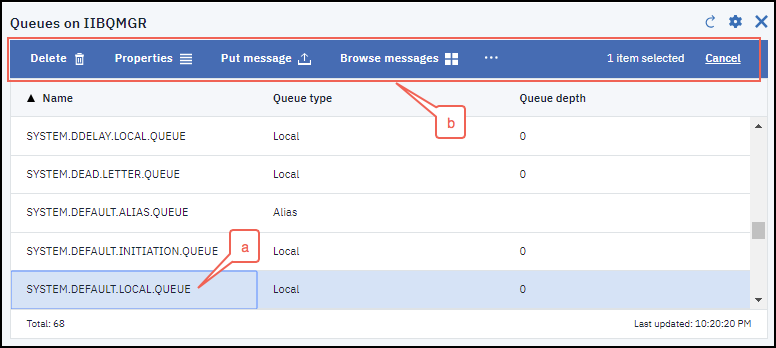 Queues on IIBQMGR
Delete Properties Put message Browse messages ... 1 item selected Cancel
▲ Name Queue type Queue depth
b
SYSTEM.DDELAY.LOCAL.QUEUE Local 0
SYSTEM.DEAD.LETTER.QUEUE Local 0
SYSTEM.DEFAULT.ALIAS.QUEUE Alias
a
SYSTEM.DEFAULT.INITIATION.QUEUE Local 0
SYSTEM.DEFAULT.LOCAL.QUEUE Local 0
Total: 68 Last updated: 10:20:20 PM